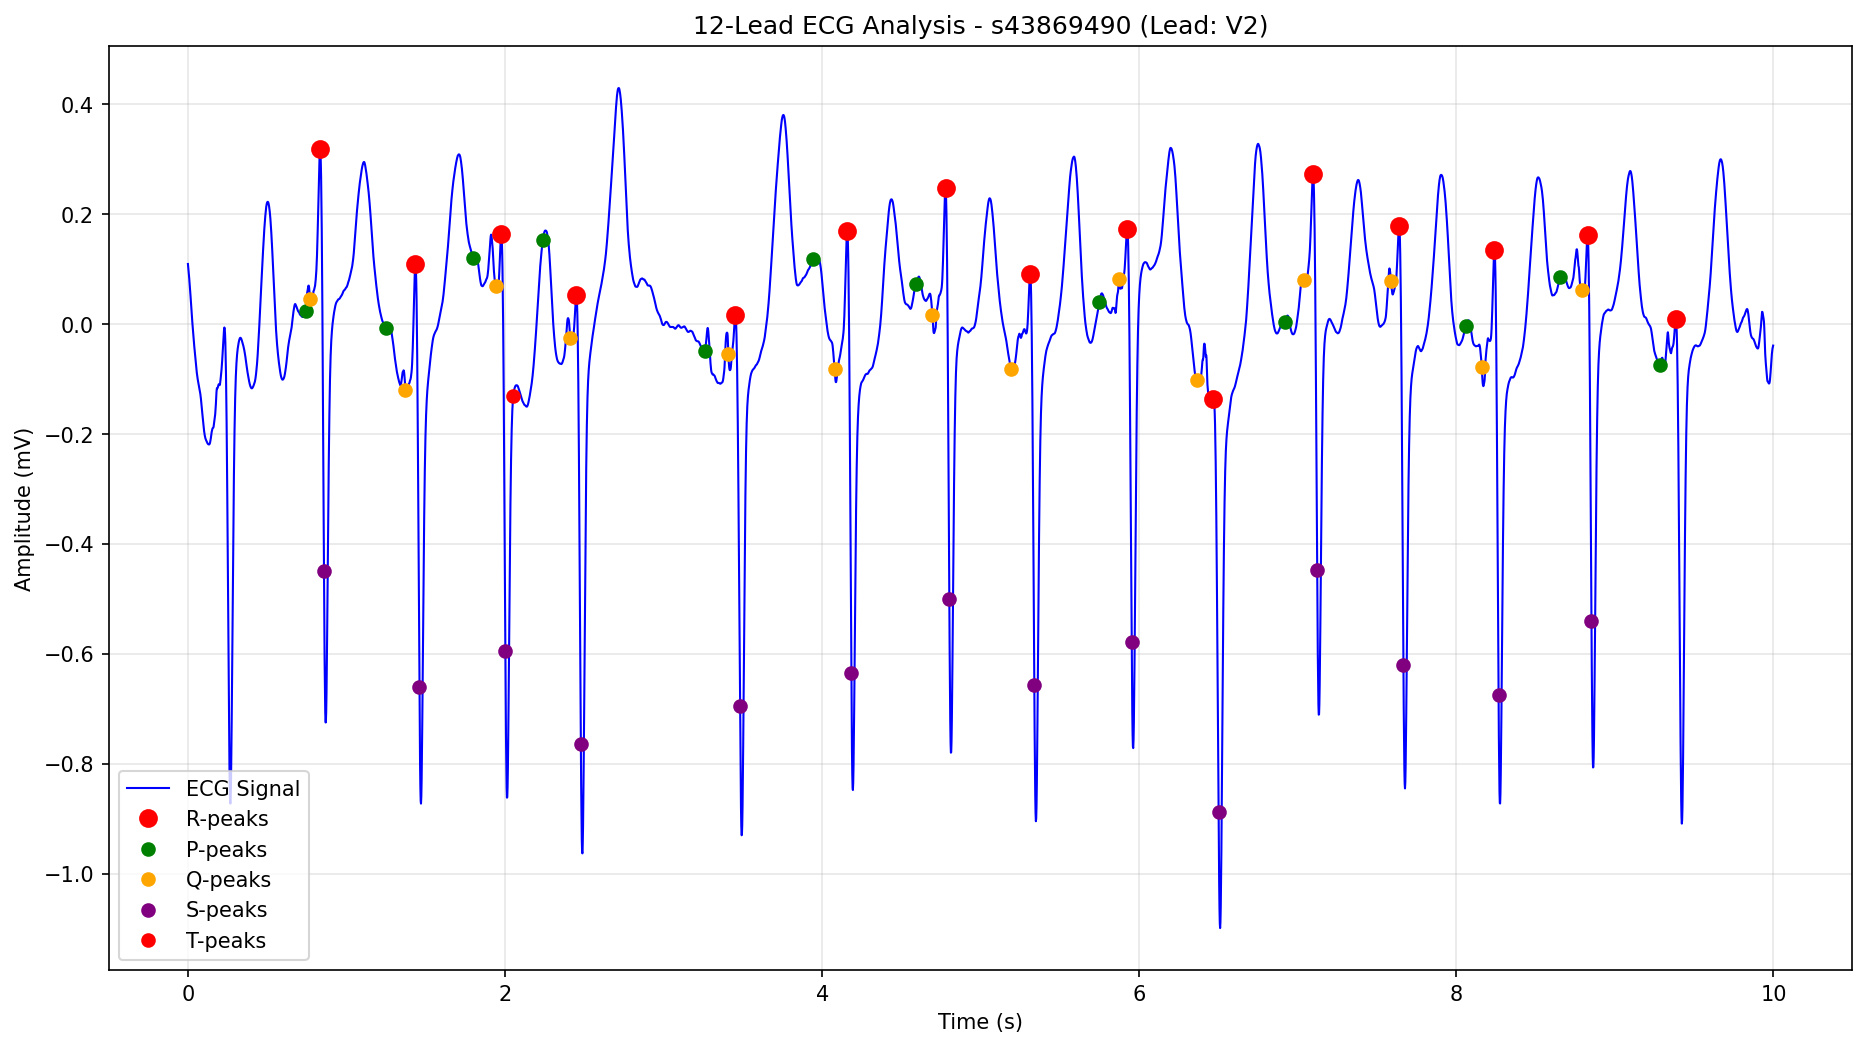 12-Lead ECG Analysis - s43869490 (Lead: V2)
Amplitude (mV)
0.4
0.2
0.0
−0.2
−0.4
−0.6
−0.8
−1.0
ECG Signal
R-peaks
P-peaks
Q-peaks
S-peaks
T-peaks
0 2 4 6 8 10
Time (s)